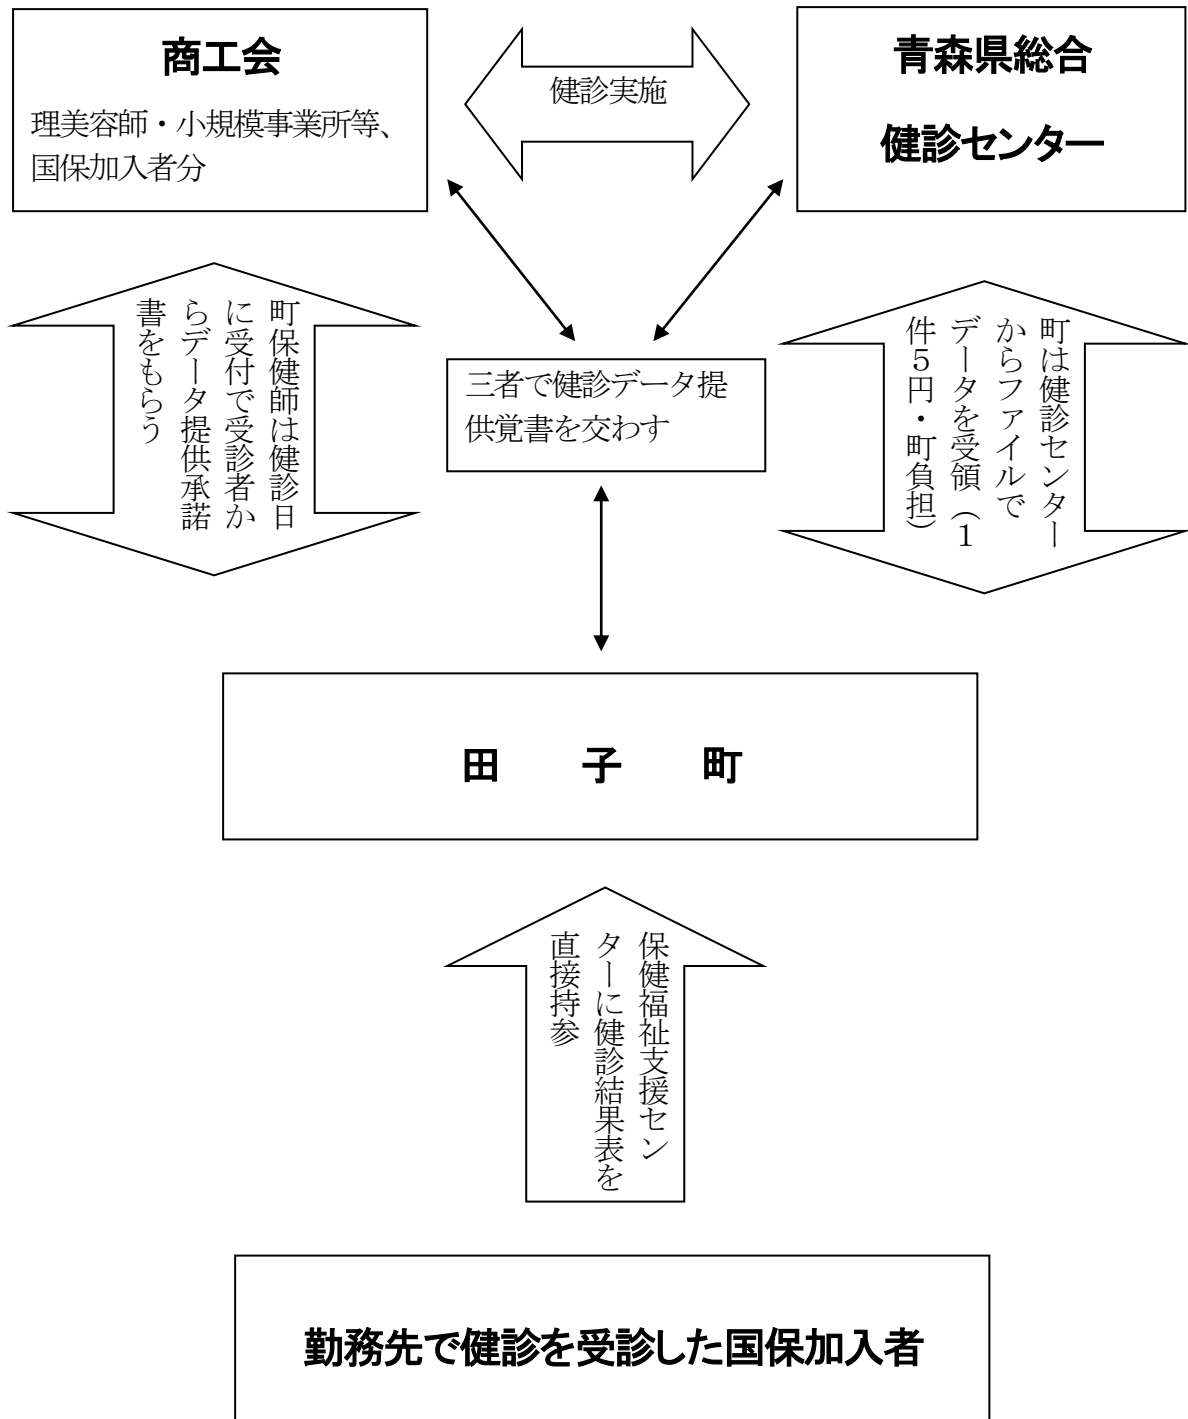 商工会
理美容師・小規模事業所等、
国保加入者分
健診実施
青森県総合
健診センター
町保健師は健診日
に受付で受診者か
らデータ提供承諾
書をもらう
三者で健診データ提
供覚書を交わす
町は健診センター
からファイルで
データを受領（１
件５円・町負担）
田　子　町
保健福祉支援セン
ターに健診結果表を
直接持参
勤務先で健診を受診した国保加入者